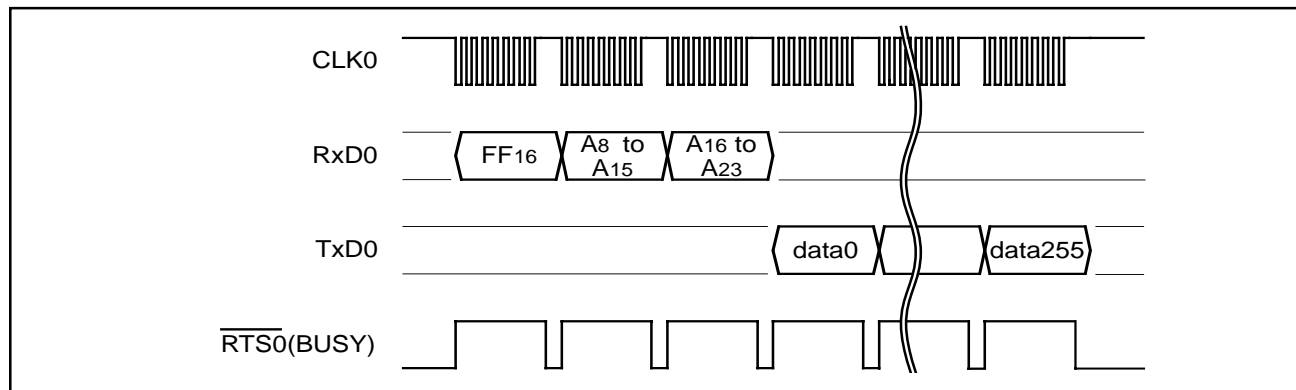 CLK0
RxD0
FF16
A8 to
A15
A16 to
A23
TxD0
data0
data255
RTS0(BUSY)